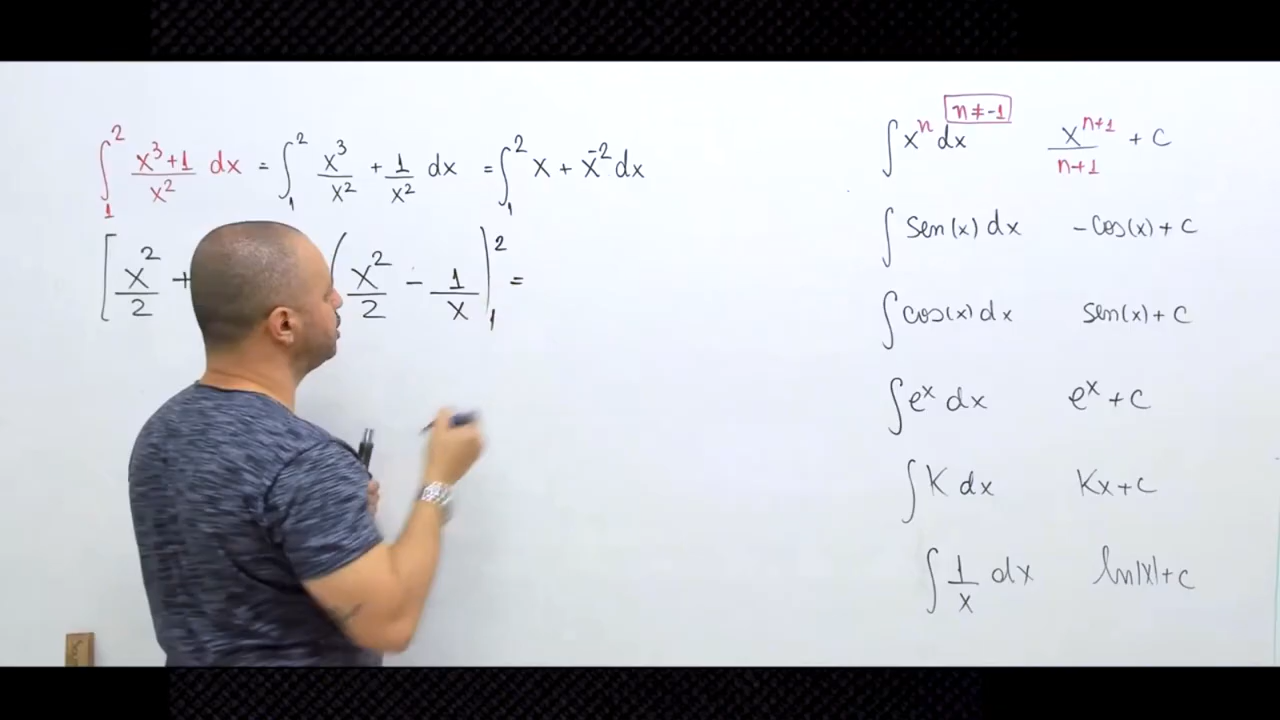 ∫₁² (x³+1)/x² dx = ∫₁² x³/x² + 1/x² dx = ∫₁² x + x⁻² dx
[x²/2 + (x²/2 - 1/x)₁² =
n≠-1
∫xⁿ dx xⁿ⁺¹/(n+1) + c
∫sen(x) dx -cos(x) + c
∫cos(x) dx sen(x) + c
∫eˣ dx eˣ + c
∫K dx Kx + c
∫1/x dx ln|x| + c